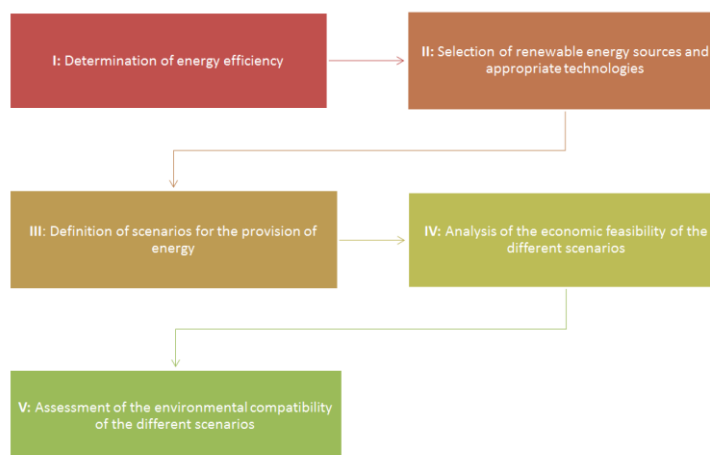 I: Determination of energy efficiency
II: Selection of renewable energy sources and
appropriate technologies
III: Definition of scenarios for the provision of
energy
IV: Analysis of the economic feasibility of the
different scenarios
V: Assessment of the environmental compatibility
of the different scenarios